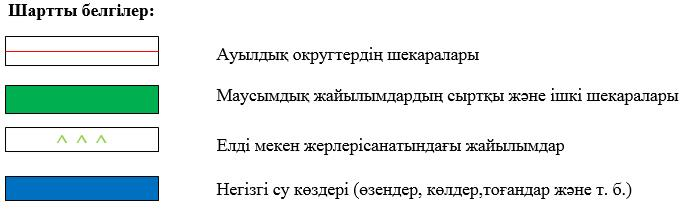 Шартты белгілер:
Ауылдық округтердің шекаралары
Маусымдық жайылымдардың сыртқы және ішкі шекаралары
Елді мекен жерлерісанатындағы жайылымдар
Негізгі су көздері (өзендер, көлдер,тоғандар және т. б.)